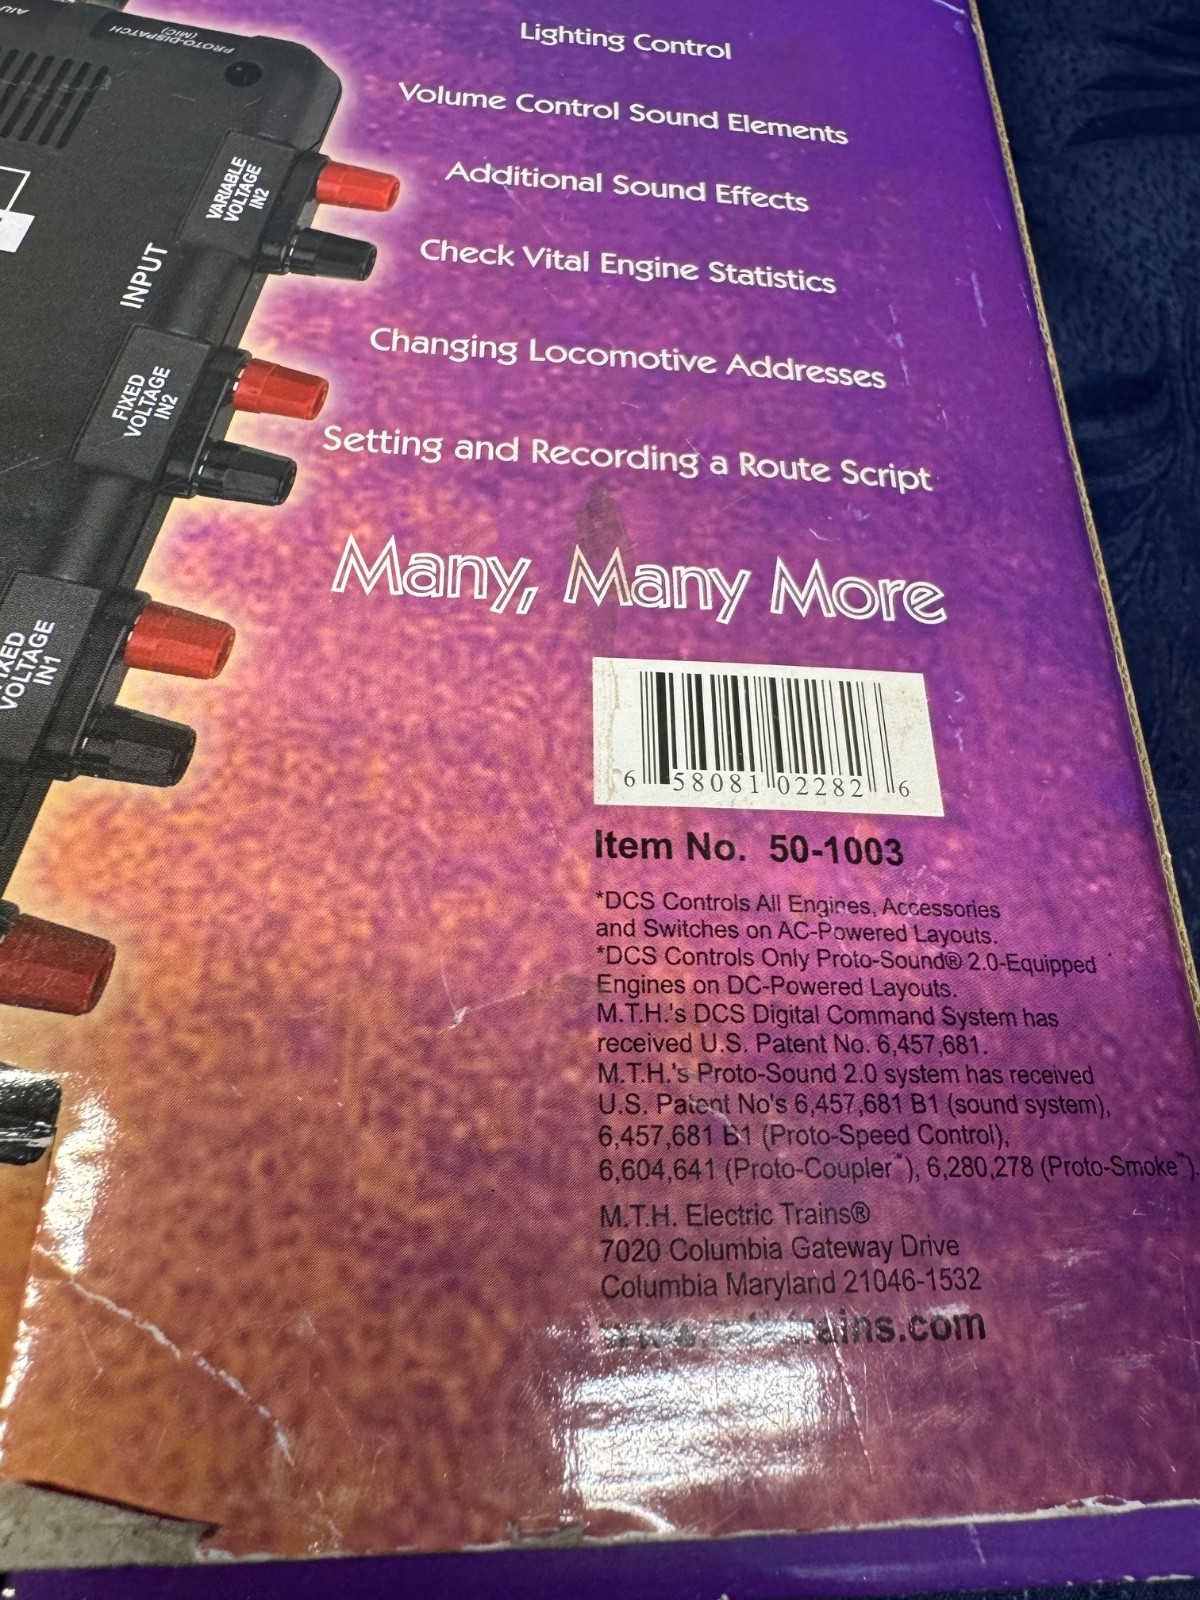 AIU
PROTO-DISPATCH
(MIC)
Lighting Control
Volume Control Sound Elements
Additional Sound Effects
Check Vital Engine Statistics
Changing Locomotive Addresses
Setting and Recording a Route Script
Many, Many More
VARIABLE
VOLTAGE
IN2
INPUT
FIXED
VOLTAGE
IN2
VOLTAGE
IN1
6 58081 02282 6
Item No. 50-1003
*DCS Controls All Engines, Accessories
and Switches on AC-Powered Layouts.
*DCS Controls Only Proto-Sound® 2.0-Equipped
Engines on DC-Powered Layouts.
M.T.H.'s DCS Digital Command System has
received U.S. Patent No. 6,457,681.
M.T.H.'s Proto-Sound 2.0 system has received
U.S. Patent No's 6,457,681 B1 (sound system),
6,457,681 B1 (Proto-Speed Control),
6,604,641 (Proto-Coupler™), 6,280,278 (Proto-Smoke™).
M.T.H. Electric Trains®
7020 Columbia Gateway Drive
Columbia Maryland 21046-1532